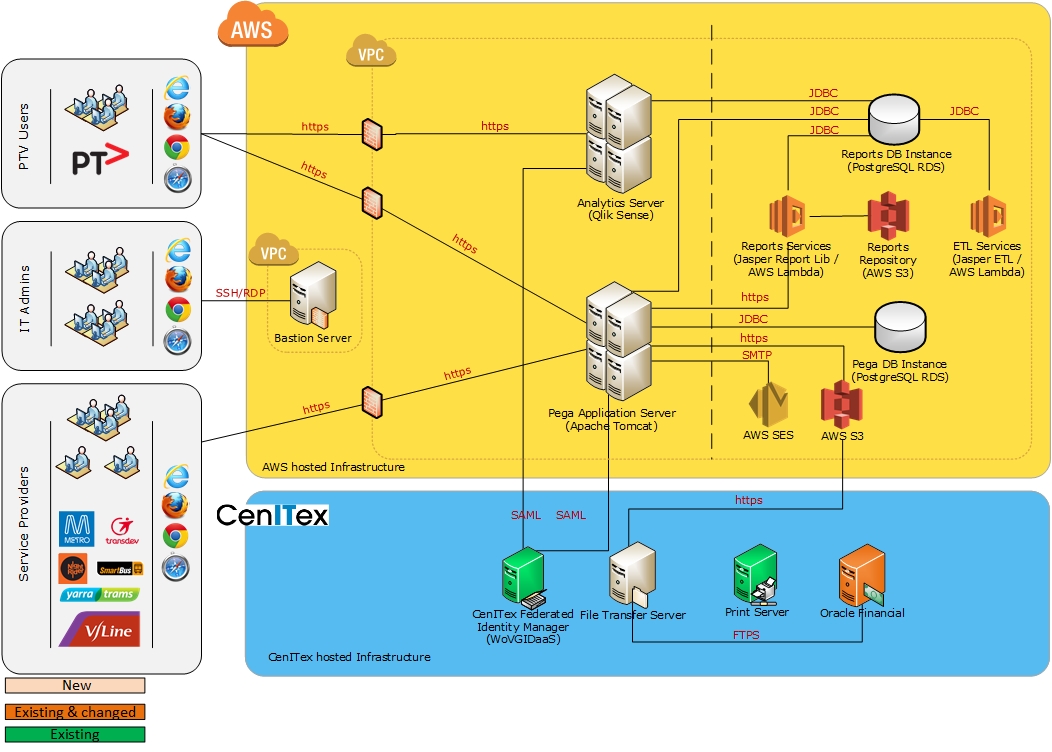 AWS
VPC
PTV Users
PT
https
https
https
https
JDBC
JDBC
JDBC
JDBC
Reports DB Instance
(PostgreSQL RDS)
Analytics Server
(Qlik Sense)
Reports Services
(Jasper Report Lib /
AWS Lambda)
Reports
Repository
(AWS S3)
ETL Services
(Jasper ETL /
AWS Lambda)
IT Admins
VPC
SSH/RDP
Bastion Server
https
JDBC
https
SMTP
Pega DB Instance
(PostgreSQL RDS)
https
https
Pega Application Server
(Apache Tomcat)
AWS SES
AWS S3
AWS hosted Infrastructure
Service Providers
METRO
transdev
SmartBus
yarra trams
V/Line
CenITex
SAML
SAML
https
CenITex Federated
Identity Manager
(WoVGIDaaS)
File Transfer Server
Print Server
Oracle Financial
FTPS
CenITex hosted Infrastructure
New
Existing & changed
Existing